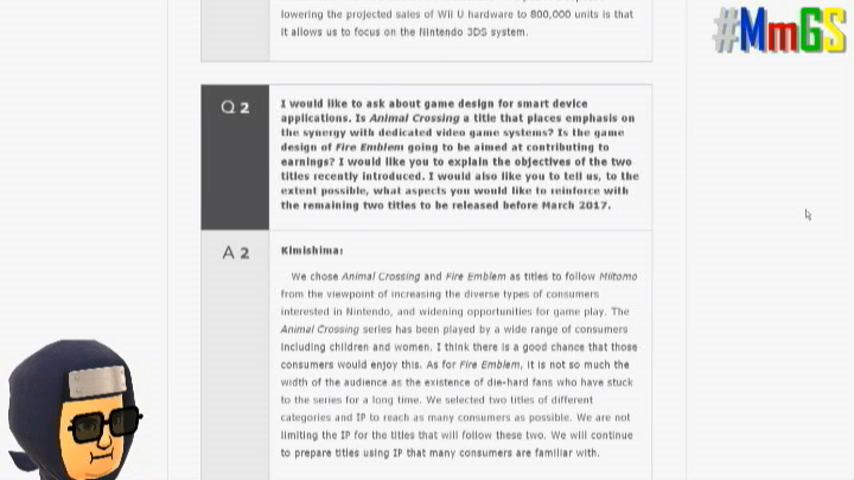 lowering the projected sales of Wii U hardware to 800,000 units is that
it allows us to focus on the Nintendo 3DS system.
#MmGS
Q 2
I would like to ask about game design for smart device
applications. Is Animal Crossing a title that places emphasis on
the synergy with dedicated video game systems? Is the game
design of Fire Emblem going to be aimed at contributing to
earnings? I would like you to explain the objectives of the two
titles recently introduced. I would also like you to tell us, to the
extent possible, what aspects you would like to reinforce with
the remaining two titles to be released before March 2017.
A 2
Kimishima:
We chose Animal Crossing and Fire Emblem as titles to follow Miitomo
from the viewpoint of increasing the diverse types of consumers
interested in Nintendo, and widening opportunities for game play. The
Animal Crossing series has been played by a wide range of consumers
including children and women. I think there is a good chance that those
consumers would enjoy this. As for Fire Emblem, it is not so much the
width of the audience as the existence of die-hard fans who have stuck
to the series for a long time. We selected two titles of different
categories and IP to reach as many consumers as possible. We are not
limiting the IP for the titles that will follow these two. We will continue
to prepare titles using IP that many consumers are familiar with.